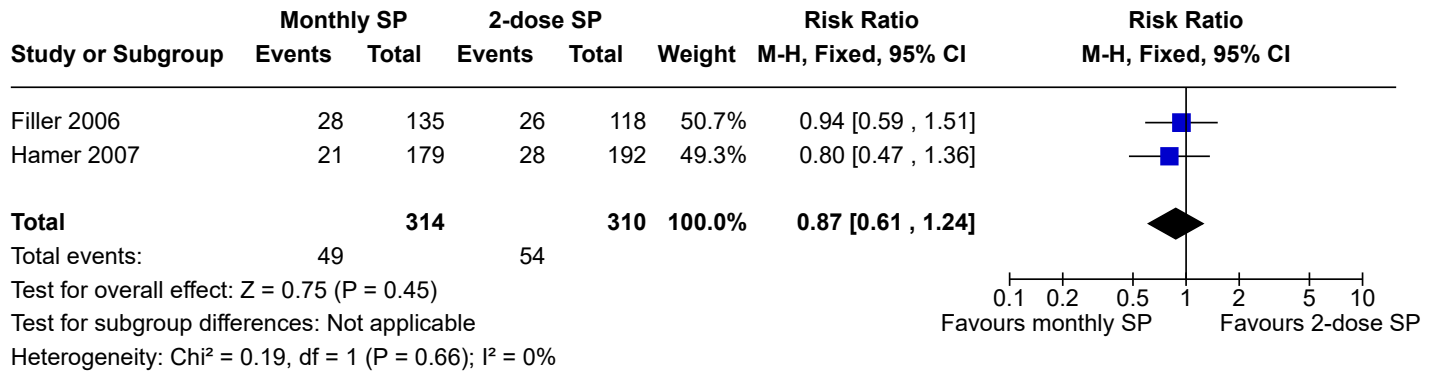 Monthly SP 2-dose SP Risk Ratio Risk Ratio
Study or Subgroup Events Total Events Total Weight M-H, Fixed, 95% CI M-H, Fixed, 95% CI
Filler 2006 28 135 26 118 50.7% 0.94 [0.59 , 1.51]
Hamer 2007 21 179 28 192 49.3% 0.80 [0.47 , 1.36]
Total 314 310 100.0% 0.87 [0.61 , 1.24]
Total events: 49 54
Test for overall effect: Z = 0.75 (P = 0.45)
0.1 0.2 0.5 1 2 5 10
Test for subgroup differences: Not applicable
Favours monthly SP Favours 2-dose SP
Heterogeneity: Chi² = 0.19, df = 1 (P = 0.66); I² = 0%